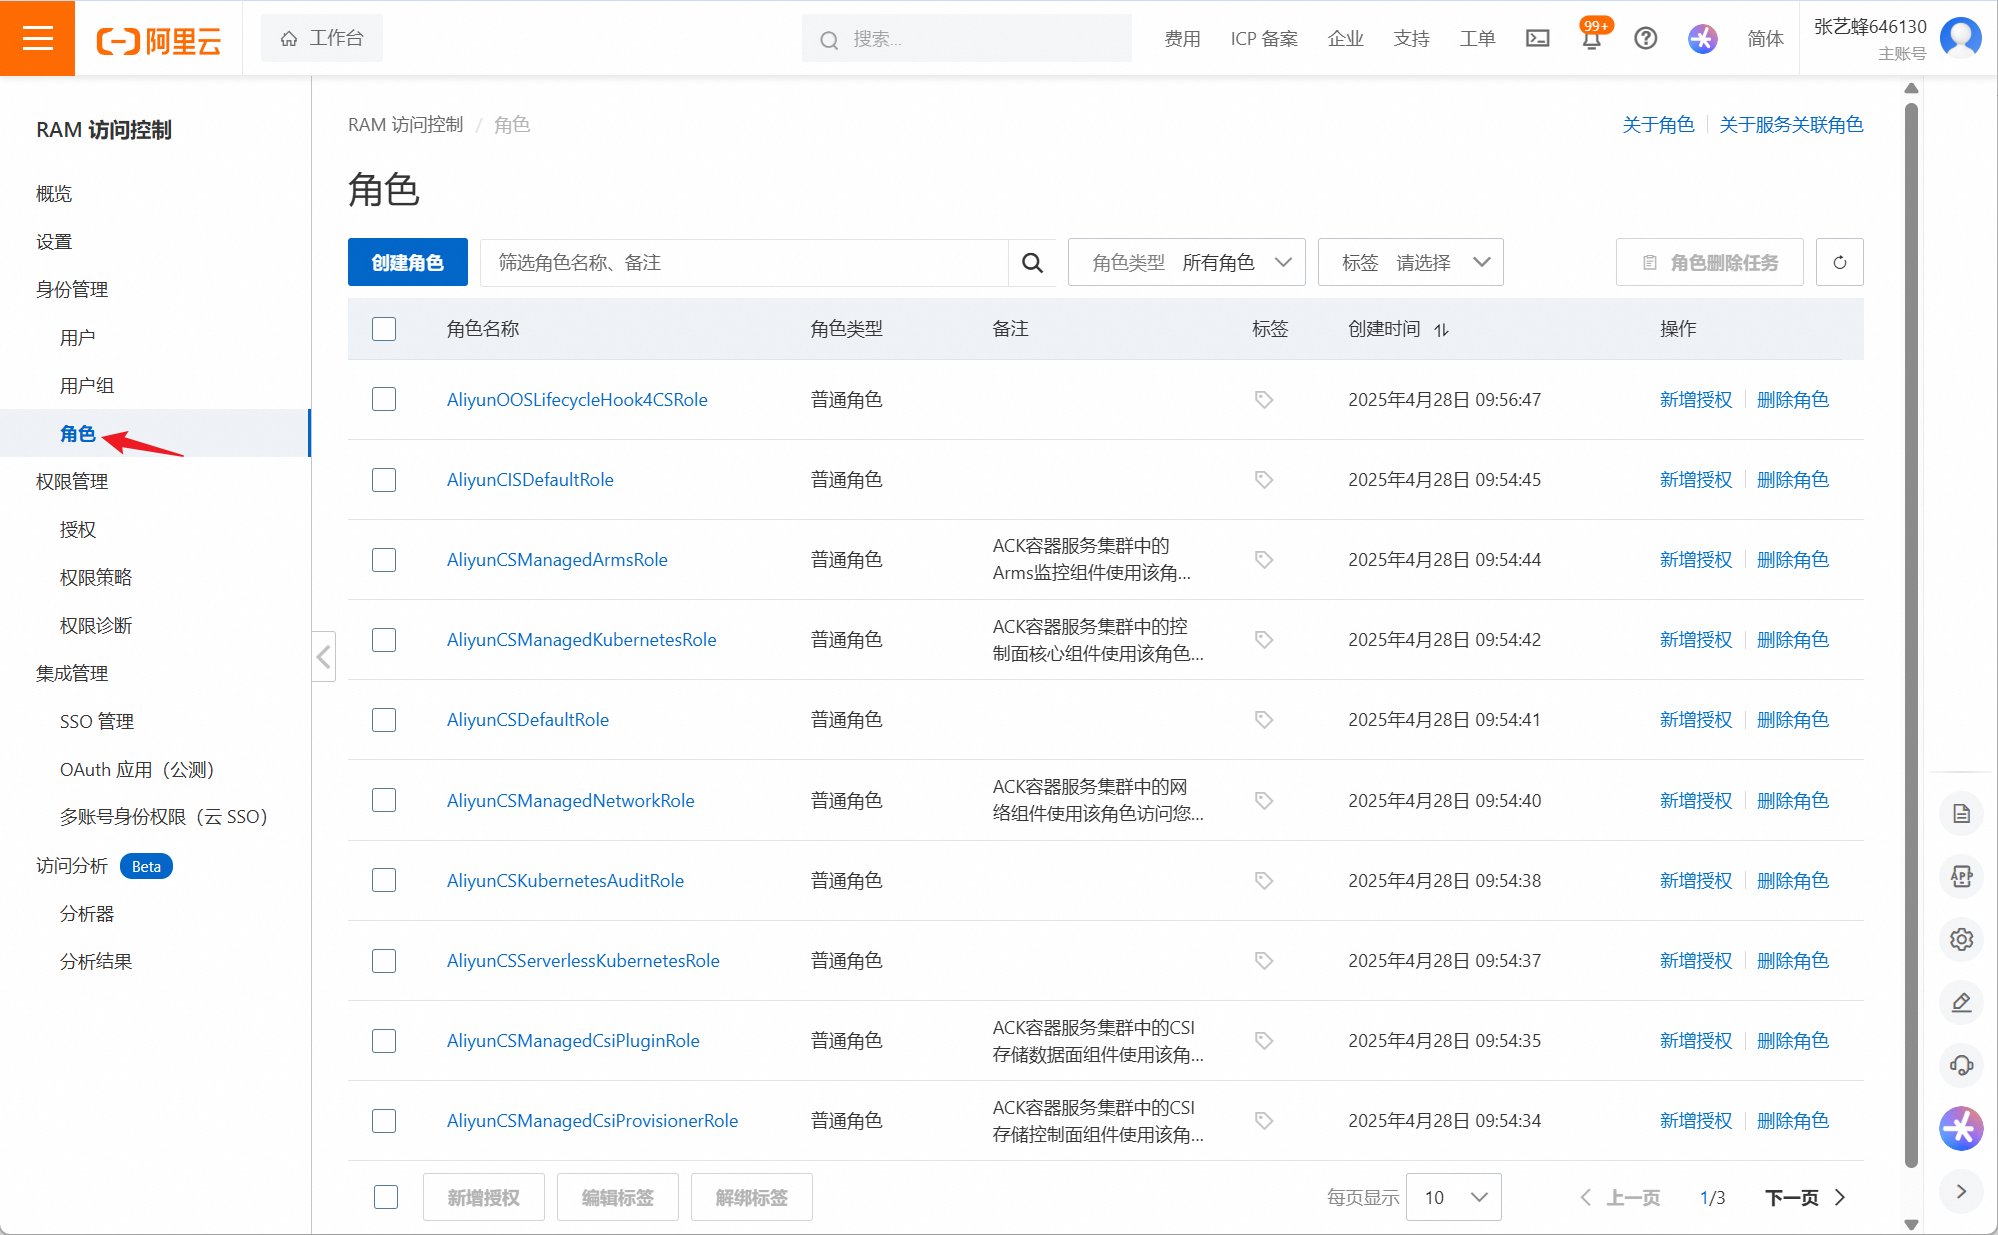 阿里云
工作台
搜索...
费用
ICP 备案
企业
支持
工单
99+
简体
张艺蜂646130
主账号
RAM 访问控制
概览
设置
身份管理
用户
用户组
角色
权限管理
授权
权限策略
权限诊断
集成管理
SSO 管理
OAuth 应用（公测）
多账号身份权限（云 SSO）
访问分析 Beta
分析器
分析结果
RAM 访问控制 / 角色
关于角色 关于服务关联角色
角色
创建角色 筛选角色名称、备注 角色类型 所有角色 标签 请选择 角色删除任务
角色名称 角色类型 备注 标签 创建时间 操作
AliyunOOSLifecycleHook4CSRole 普通角色 2025年4月28日 09:56:47 新增授权 删除角色
AliyunCISDefaultRole 普通角色 2025年4月28日 09:54:45 新增授权 删除角色
AliyunCSManagedArmsRole 普通角色 ACK容器服务集群中的
Arms监控组件使用该角... 2025年4月28日 09:54:44 新增授权 删除角色
AliyunCSManagedKubernetesRole 普通角色 ACK容器服务集群中的控
制面核心组件使用该角色... 2025年4月28日 09:54:42 新增授权 删除角色
AliyunCSDefaultRole 普通角色 2025年4月28日 09:54:41 新增授权 删除角色
AliyunCSManagedNetworkRole 普通角色 ACK容器服务集群中的网
络组件使用该角色访问您... 2025年4月28日 09:54:40 新增授权 删除角色
AliyunCSKubernetesAuditRole 普通角色 2025年4月28日 09:54:38 新增授权 删除角色
AliyunCSServerlessKubernetesRole 普通角色 2025年4月28日 09:54:37 新增授权 删除角色
AliyunCSManagedCsiPluginRole 普通角色 ACK容器服务集群中的CSI
存储数据面组件使用该角... 2025年4月28日 09:54:35 新增授权 删除角色
AliyunCSManagedCsiProvisionerRole 普通角色 ACK容器服务集群中的CSI
存储控制面组件使用该角... 2025年4月28日 09:54:34 新增授权 删除角色
新增授权 编辑标签 解绑标签 每页显示 10 上一页 1/3 下一页
APP